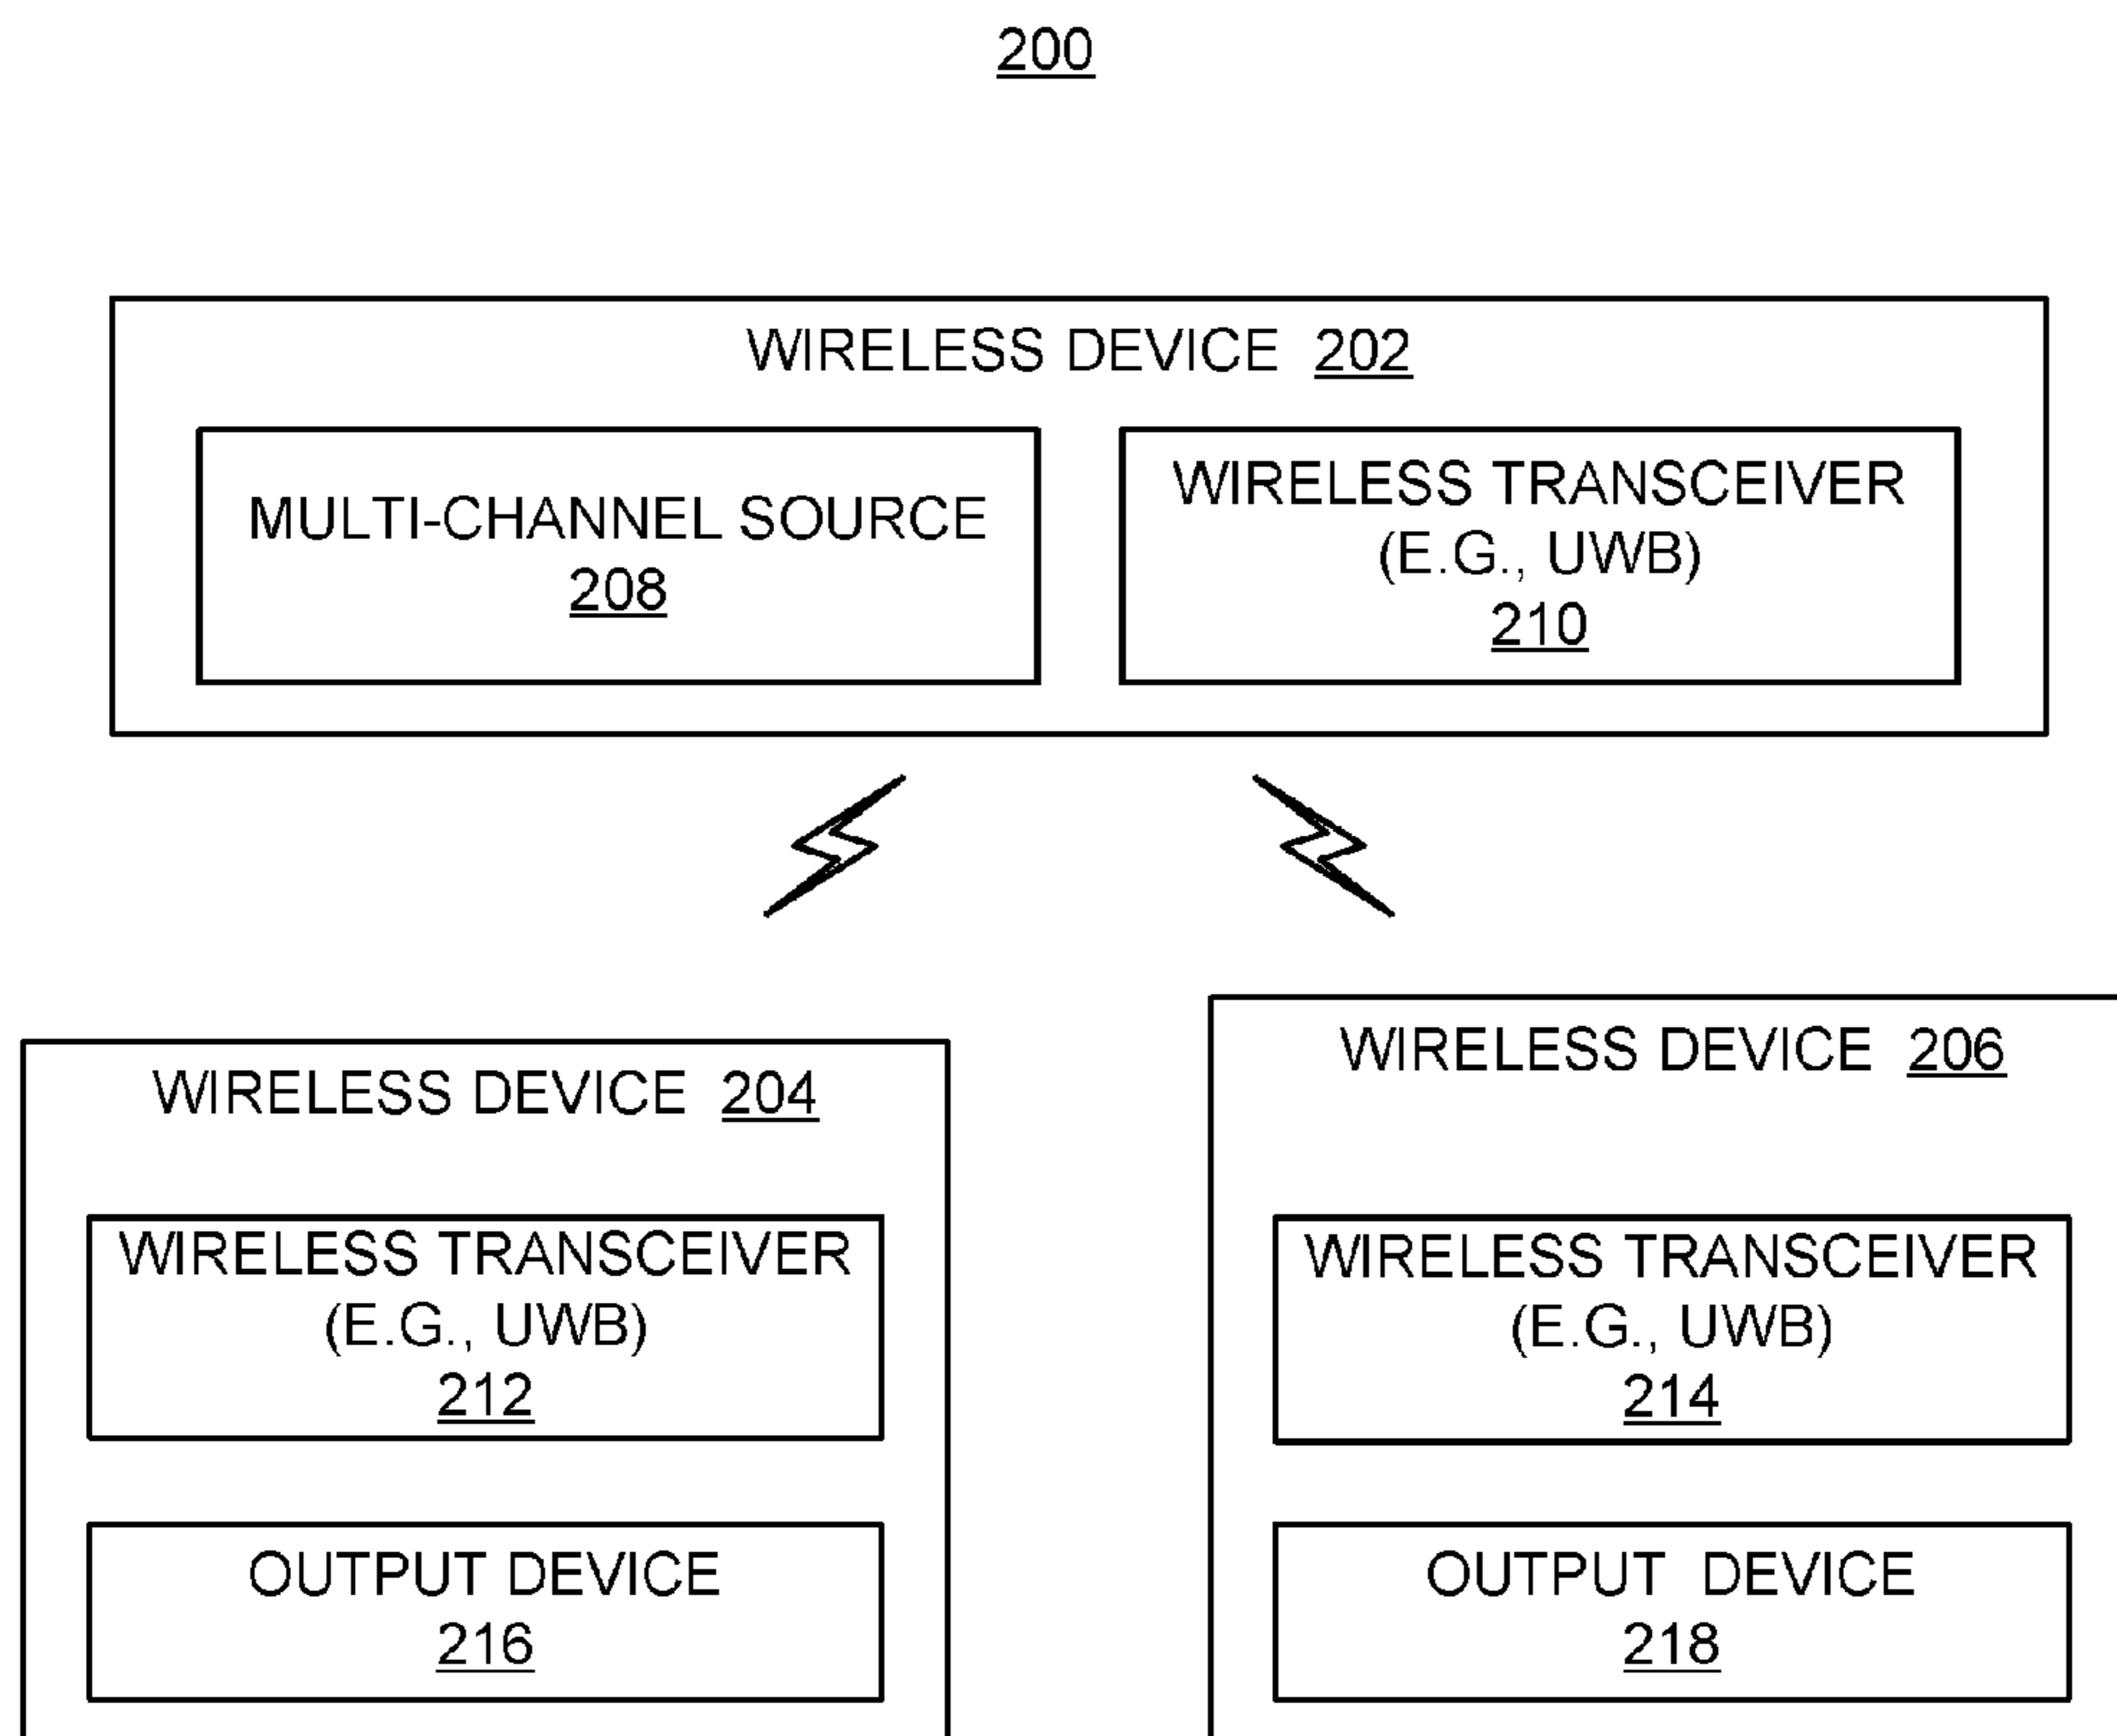 200
WIRELESS DEVICE 202
MULTI-CHANNEL SOURCE
208
WIRELESS TRANSCEIVER
(E.G., UWB)
210
WIRELESS DEVICE 204
WIRELESS TRANSCEIVER
(E.G., UWB)
212
OUTPUT DEVICE
216
WIRELESS DEVICE 206
WIRELESS TRANSCEIVER
(E.G., UWB)
214
OUTPUT DEVICE
218